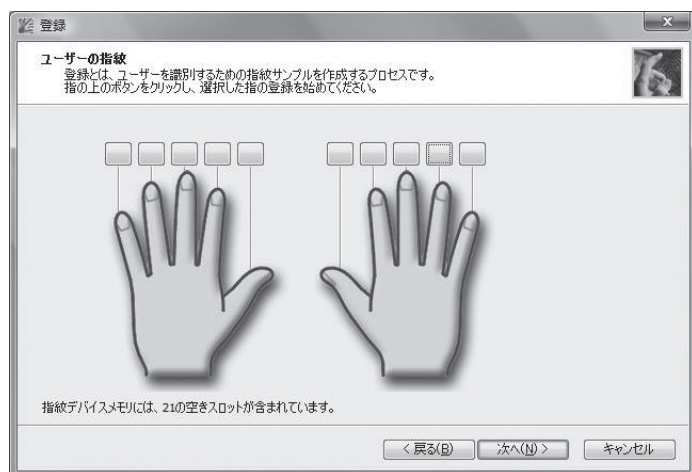 登録
ユーザーの指紋
登録とは、ユーザーを識別するための指紋サンプルを作成するプロセスです。
指の上のボタンをクリックし、選択した指の登録を始めてください。
指紋デバイスメモリには、21の空きスロットが含まれています。
< 戻る(B) 次へ(N) > キャンセル